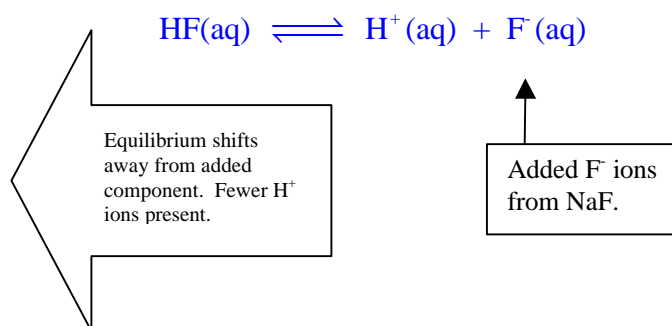 HF(aq) ⇌ H⁺(aq) + F⁻(aq)
Equilibrium shifts
away from added
component. Fewer H⁺
ions present.
Added F⁻ ions
from NaF.